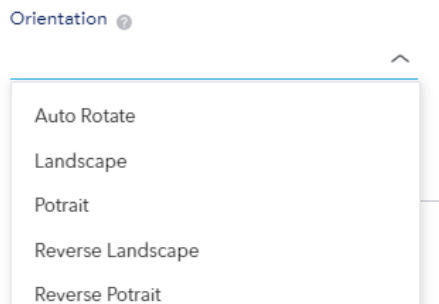 Orientation
Auto Rotate
Landscape
Potrait
Reverse Landscape
Reverse Potrait